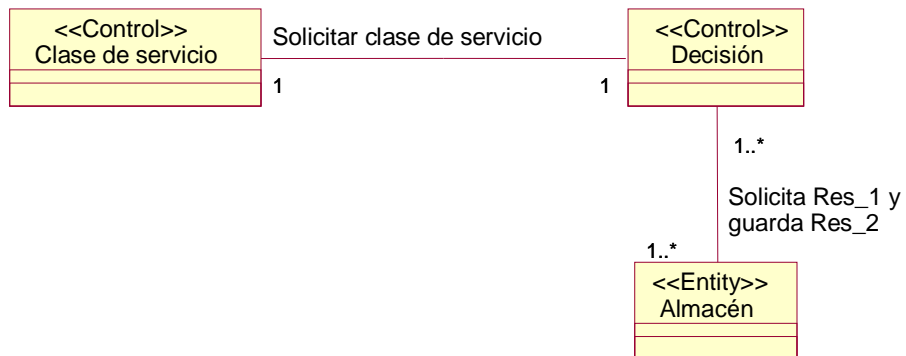 <<Control>>
Clase de servicio
Solicitar clase de servicio
<<Control>>
Decisión
1
1
1..*
Solicita Res_1 y
guarda Res_2
1..*
<<Entity>>
Almacén